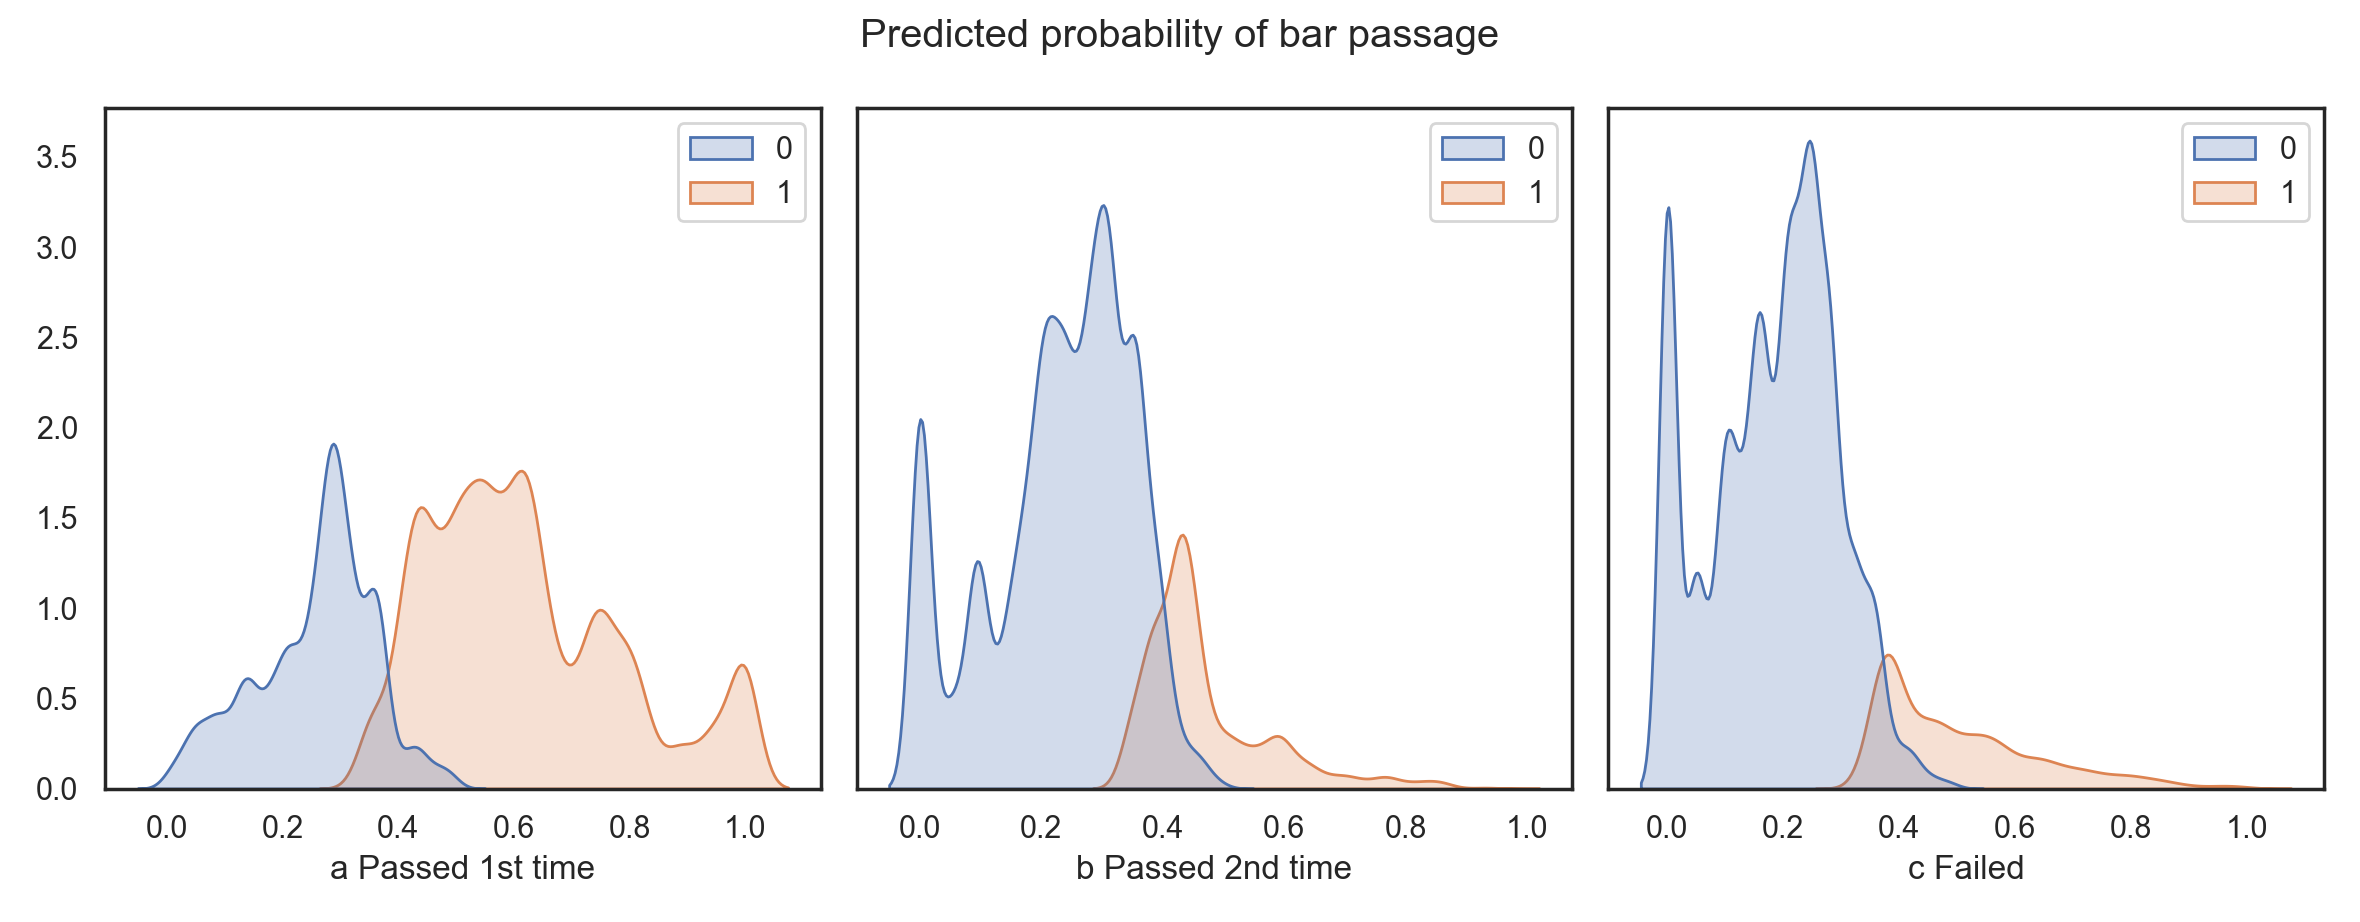 Predicted probability of bar passage
3.5
3.0
2.5
2.0
1.5
1.0
0.5
0.0
0
1
0.0 0.2 0.4 0.6 0.8 1.0
a Passed 1st time
0
1
0.0 0.2 0.4 0.6 0.8 1.0
b Passed 2nd time
0
1
0.0 0.2 0.4 0.6 0.8 1.0
c Failed